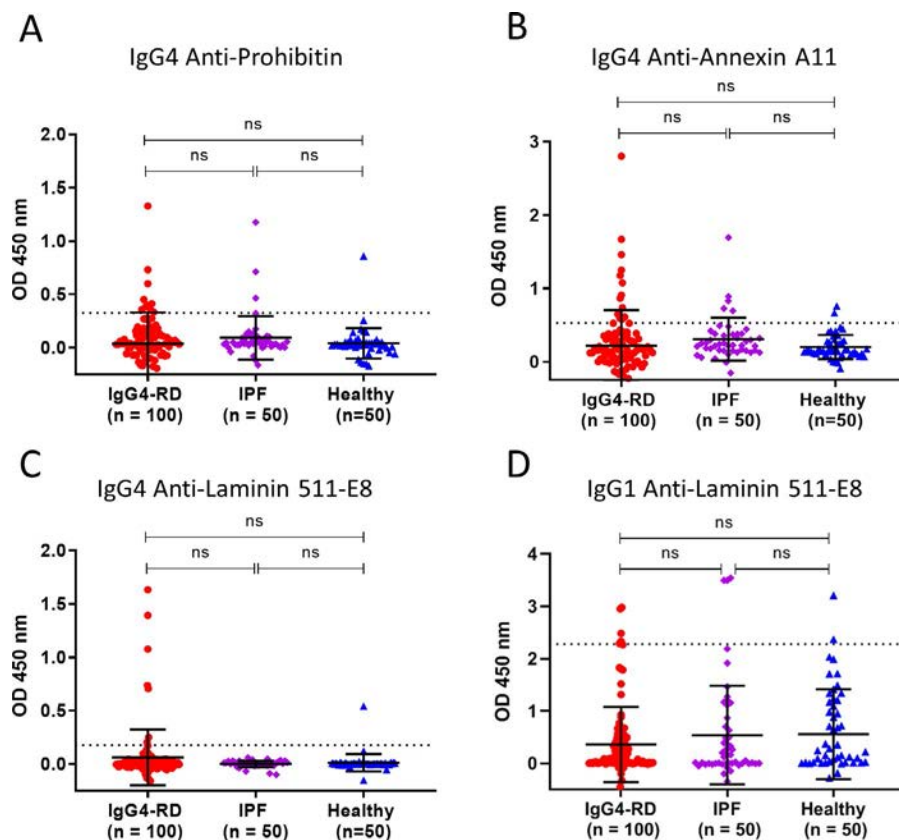 A
IgG4 Anti-Prohibitin
ns
ns
ns
OD 450 nm
2.0
1.5
1.0
0.5
0.0
IgG4-RD
(n = 100)
IPF
(n = 50)
Healthy
(n=50)
B
IgG4 Anti-Annexin A11
ns
ns
ns
OD 450 nm
3
2
1
0
IgG4-RD
(n = 100)
IPF
(n = 50)
Healthy
(n=50)
C
IgG4 Anti-Laminin 511-E8
ns
ns
ns
OD 450 nm
2.0
1.5
1.0
0.5
0.0
IgG4-RD
(n = 100)
IPF
(n = 50)
Healthy
(n=50)
D
IgG1 Anti-Laminin 511-E8
ns
ns
ns
OD 450 nm
4
3
2
1
0
IgG4-RD
(n = 100)
IPF
(n = 50)
Healthy
(n = 50)